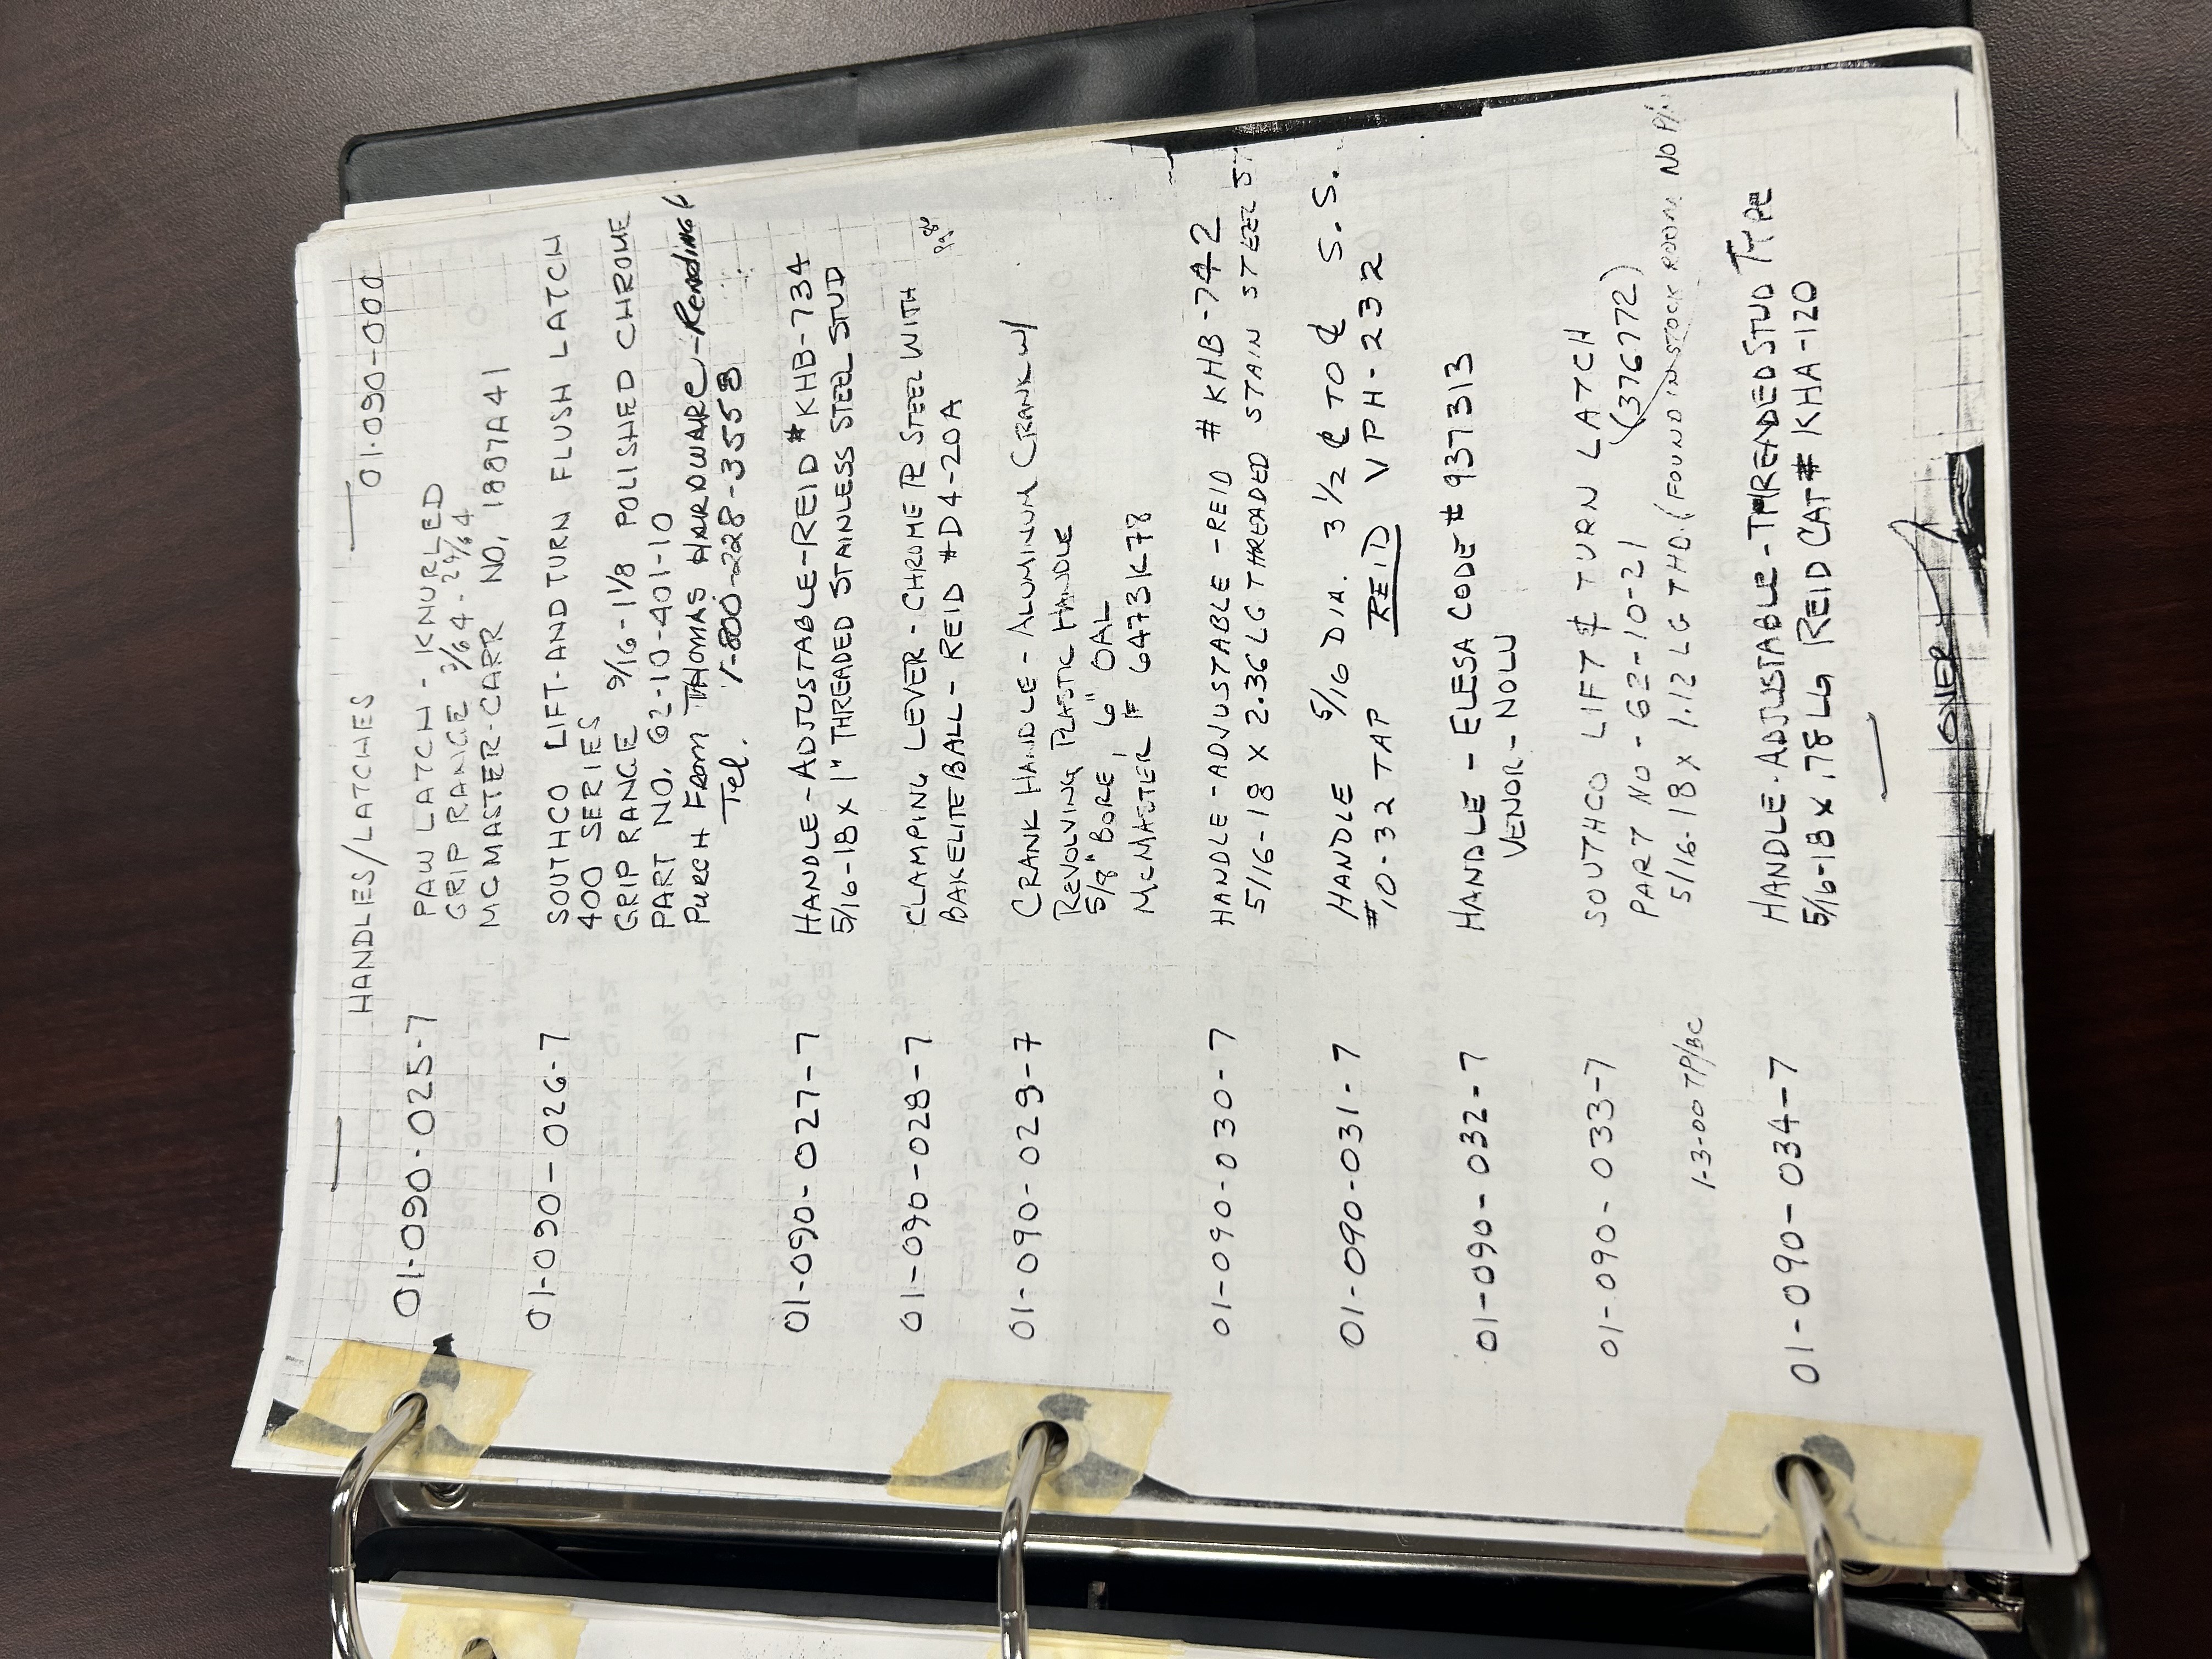 HANDLES/LATCHES 01-090-000
01-090-025-7 PAW LATCH - KNURLED
GRIP RANGE
MCMASTER-CARR NO. 1887A41
01-090-026-7 SOUTHCO LIFT-AND TURN FLUSH LATCH
400 SERIES
GRIP RANGE 9/16-1 1/8 POLISHED CHROME
PART NO. 62-10-401-10
PURCH FROM THOMAS HARDWARE - Reading
Tel. 1-800-228-3558
01-090-027-7 HANDLE-ADJUSTABLE-REID # KHB-734
5/16-18 X 1" THREADED STAINLESS STEEL STUD
01-090-028-7 CLAMPING LEVER - CHROME PL STEEL WITH
BAKELITE BALL - REID #D4-20A
Pg 86
01-090-029-7 CRANK HANDLE - ALUMINUM CRANK W/
REVOLVING PLASTIC HANDLE
5/8" BORE, 6" OAL
MCMASTER # 6473K78
01-090-030-7 HANDLE -ADJUSTABLE -REID # KHB-742
5/16-18 X 2.36 LG THREADED STAIN STEEL ST
01-090-031-7 HANDLE 5/16 DIA. 3 1/2 ℄ TO ℄ S.S.
#10-32 TAP REID VPH-232
01-090-032-7 HANDLE - ELESA CODE # 937313
VENOR - NOLU
01-090-033-7 SOUTHCO LIFT & TURN LATCH
PART NO - 62-10-21 (376772)
5/16-18 X 1.12 LG THD. (FOUND IN STOCK ROOM NO P/N
1-3-00 TP/BC
01-090-034-7 HANDLE-ADJUSTABLE-THREADED STUD TYPE
5/16-18 X .78 LG REID CAT # KHA-120
OVER